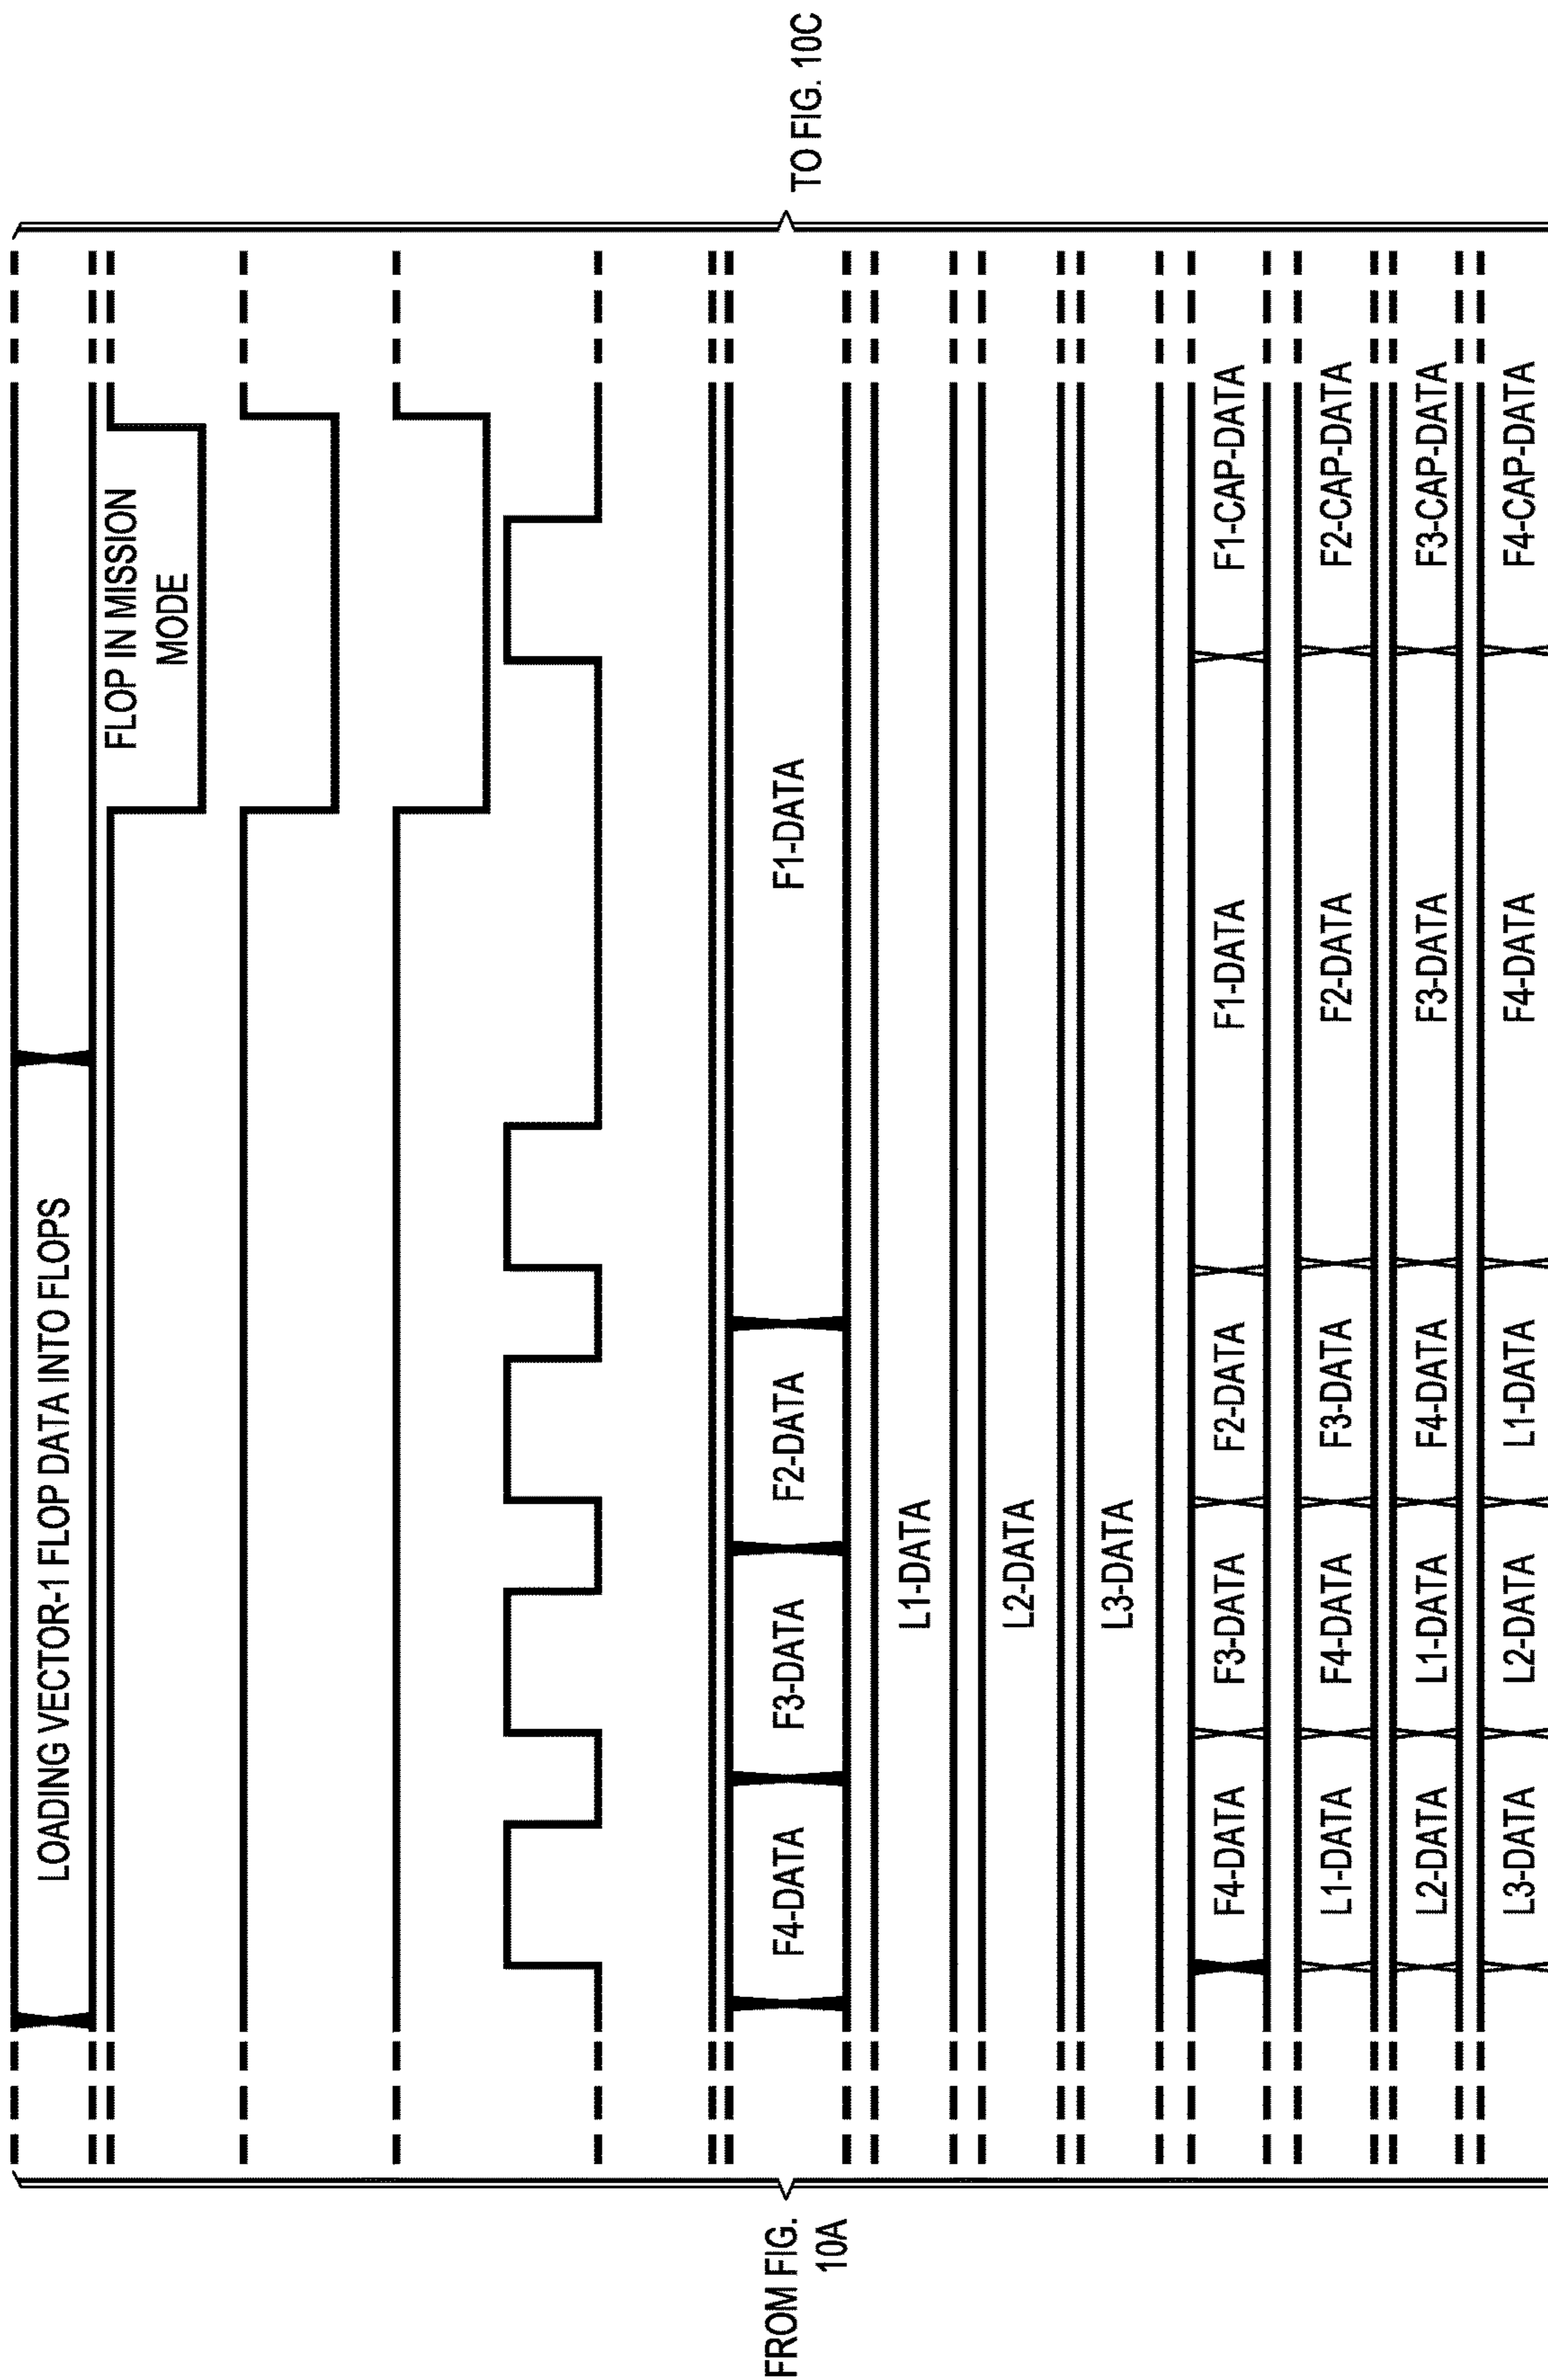 LOADING VECTOR-1 FLOP DATA INTO FLOPS
FLOP IN MISSION
MODE
FROM FIG.
10A
TO FIG. 10C
F4-DATA
F3-DATA
F2-DATA
F1-DATA
L1-DATA
L2-DATA
L3-DATA
F4-DATA
F3-DATA
F2-DATA
F1-DATA
F1-CAP-DATA
L1-DATA
F4-DATA
F3-DATA
F2-DATA
F2-CAP-DATA
L2-DATA
L1-DATA
F4-DATA
F3-DATA
F3-CAP-DATA
L3-DATA
L2-DATA
L1-DATA
F4-DATA
F4-CAP-DATA